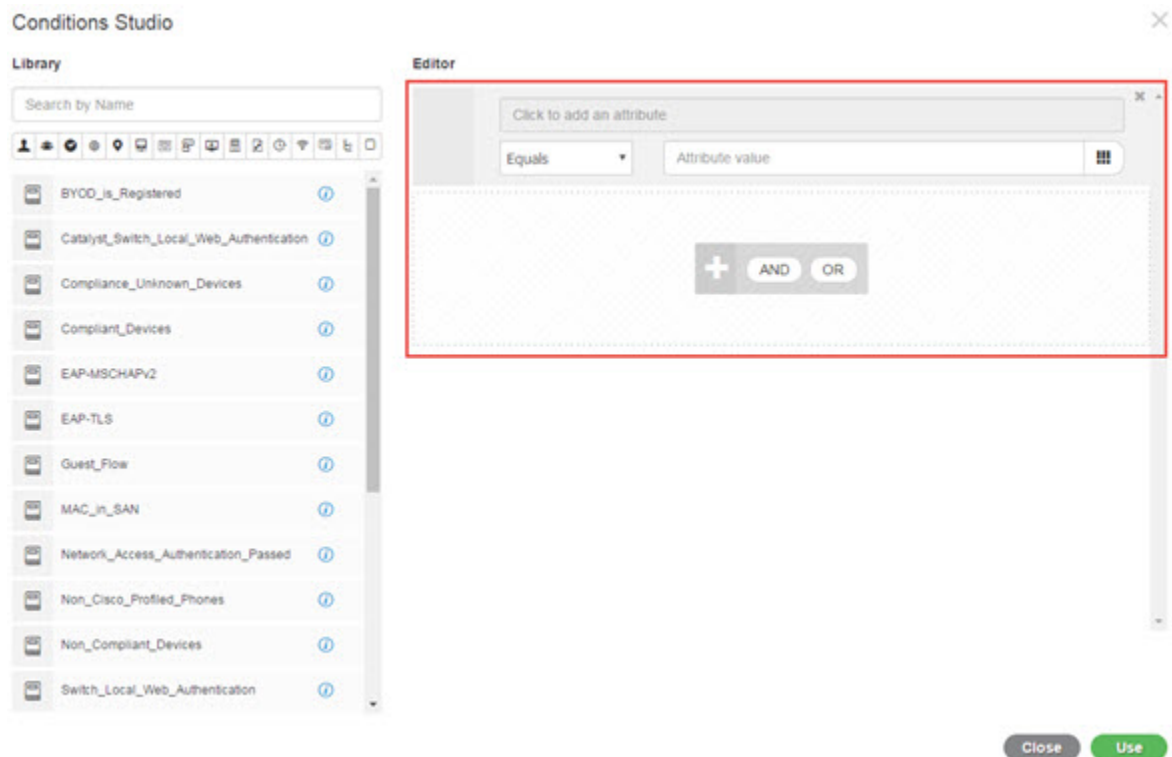 Conditions Studio
Library
Search by Name
BYOD_is_Registered
Catalyst_Switch_Local_Web_Authentication
Compliance_Unknown_Devices
Compliant_Devices
EAP-MSCHAPv2
EAP-TLS
Guest_Flow
MAC_in_SAN
Network_Access_Authentication_Passed
Non_Cisco_Profiled_Phones
Non_Compliant_Devices
Switch_Local_Web_Authentication
Editor
Click to add an attribute
Equals Attribute value
AND OR
Close Use